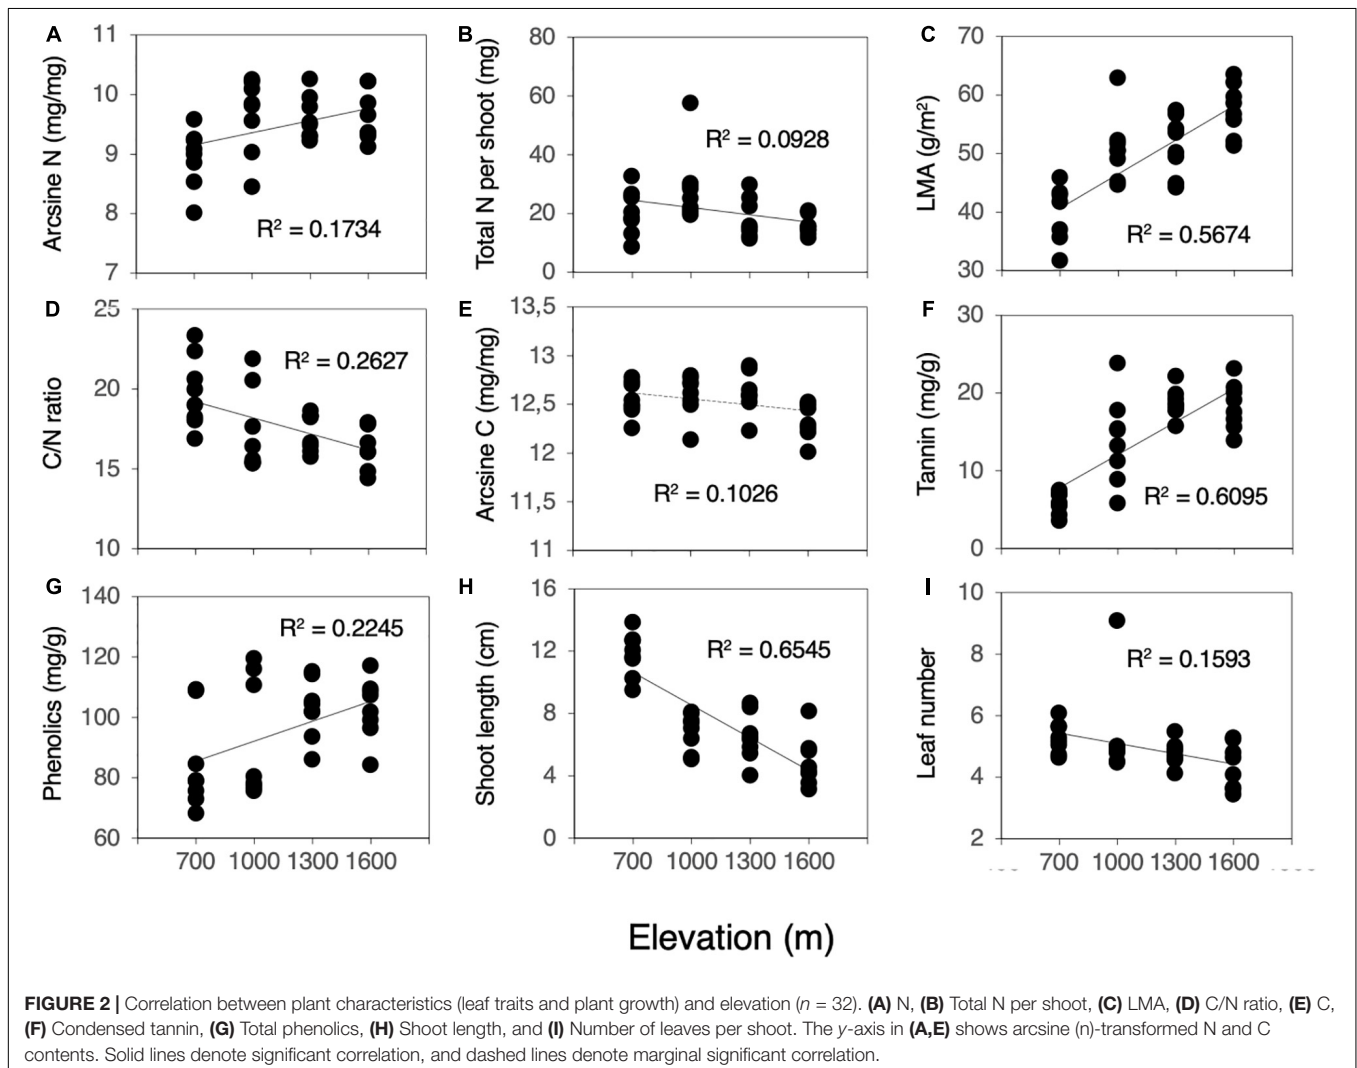 A
Arcsine N (mg/mg)
11
10
9
8
7
R² = 0.1734
B
Total N per shoot (mg)
80
60
40
20
0
R² = 0.0928
C
LMA (g/m²)
70
60
50
40
30
R² = 0.5674
D
C/N ratio
25
20
15
10
R² = 0.2627
E
Arcsine C (mg/mg)
13,5
13
12,5
12
11,5
11
R² = 0.1026
F
Tannin (mg/g)
30
20
10
0
R² = 0.6095
G
Phenolics (mg/g)
140
120
100
80
60
R² = 0.2245
700 1000 1300 1600
H
Shoot length (cm)
16
12
8
4
0
R² = 0.6545
700 1000 1300 1600
I
Leaf number
10
8
6
4
2
R² = 0.1593
700 1000 1300 1600
Elevation (m)
FIGURE 2 | Correlation between plant characteristics (leaf traits and plant growth) and elevation (n = 32). (A) N, (B) Total N per shoot, (C) LMA, (D) C/N ratio, (E) C,
(F) Condensed tannin, (G) Total phenolics, (H) Shoot length, and (I) Number of leaves per shoot. The y-axis in (A,E) shows arcsine (n)-transformed N and C
contents. Solid lines denote significant correlation, and dashed lines denote marginal significant correlation.